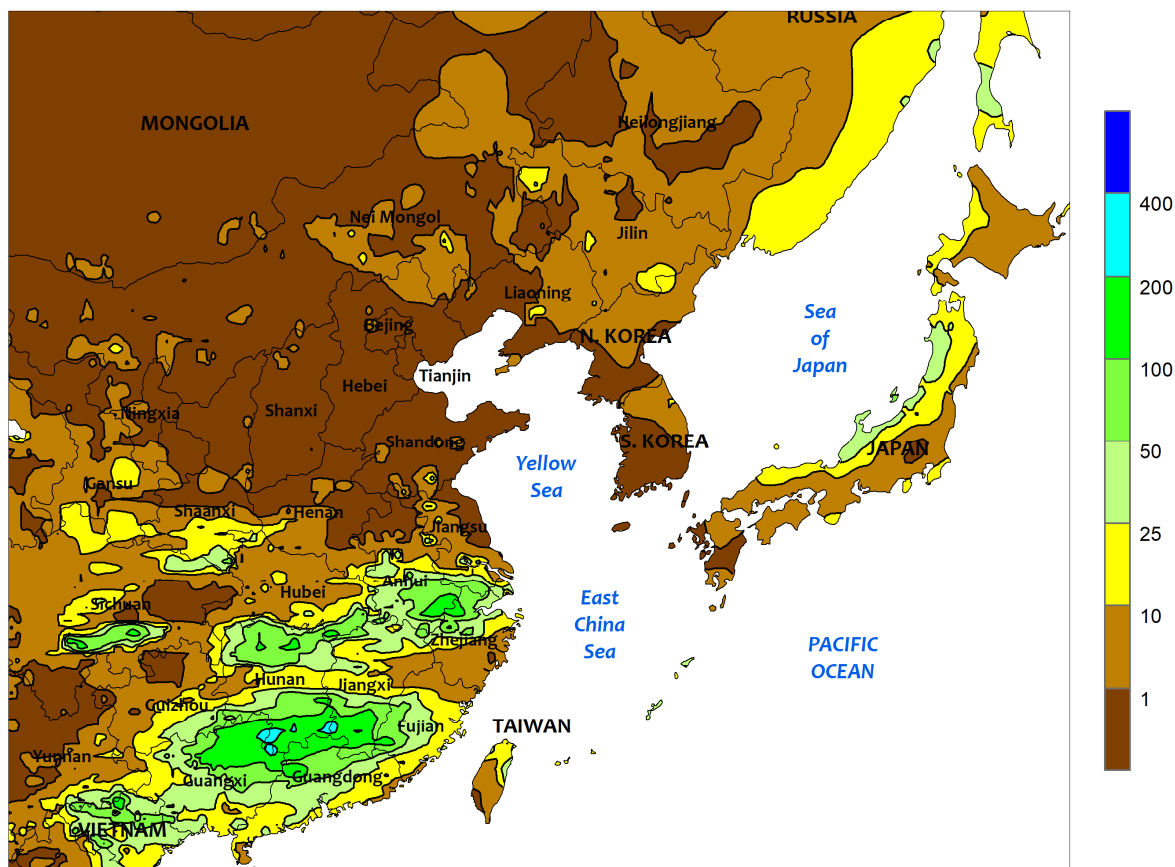 RUSSIA
MONGOLIA
Heilongjiang
Nei Mongol
Jilin
Liaoning
Beijing
N. KOREA
Sea
of
Japan
Tianjin
Hebei
Shanxi
Ningxia
Shandong
S. KOREA
JAPAN
Yellow
Sea
Gansu
Shaanxi
Henan
Jiangsu
Anhui
Hubei
Sichuan
East
China
Sea
Zhejiang
PACIFIC
OCEAN
Hunan
Jiangxi
Guizhou
Fujian
TAIWAN
Yunnan
Guangxi
Guangdong
VIETNAM
400
200
100
50
25
10
1